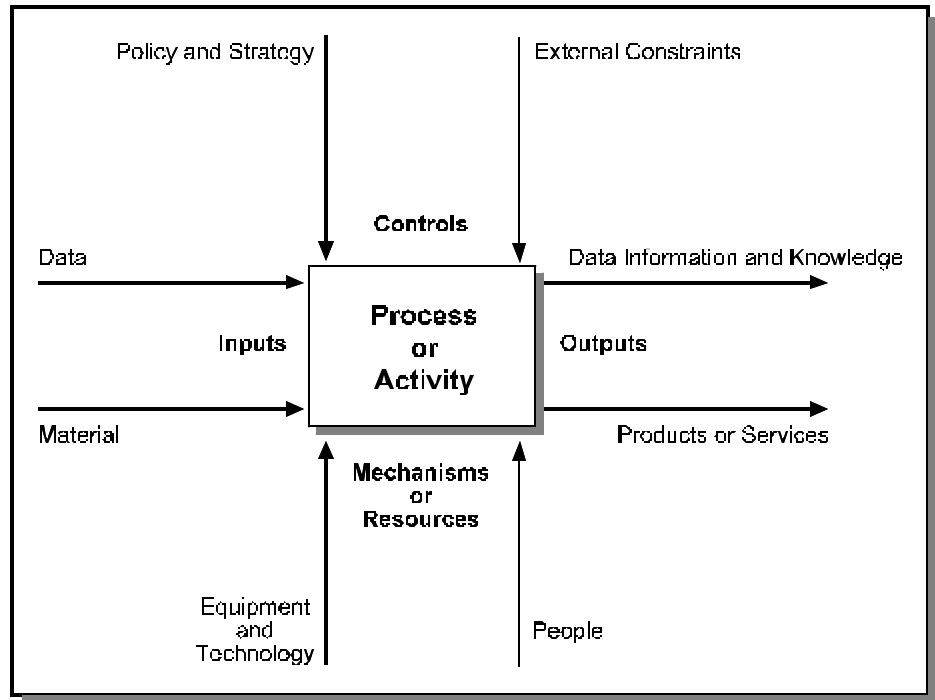 Policy and Strategy
External Constraints
Controls
Data
Data Information and Knowledge
Process
or
Activity
Inputs
Outputs
Material
Products or Services
Mechanisms
or
Resources
Equipment
and
Technology
People